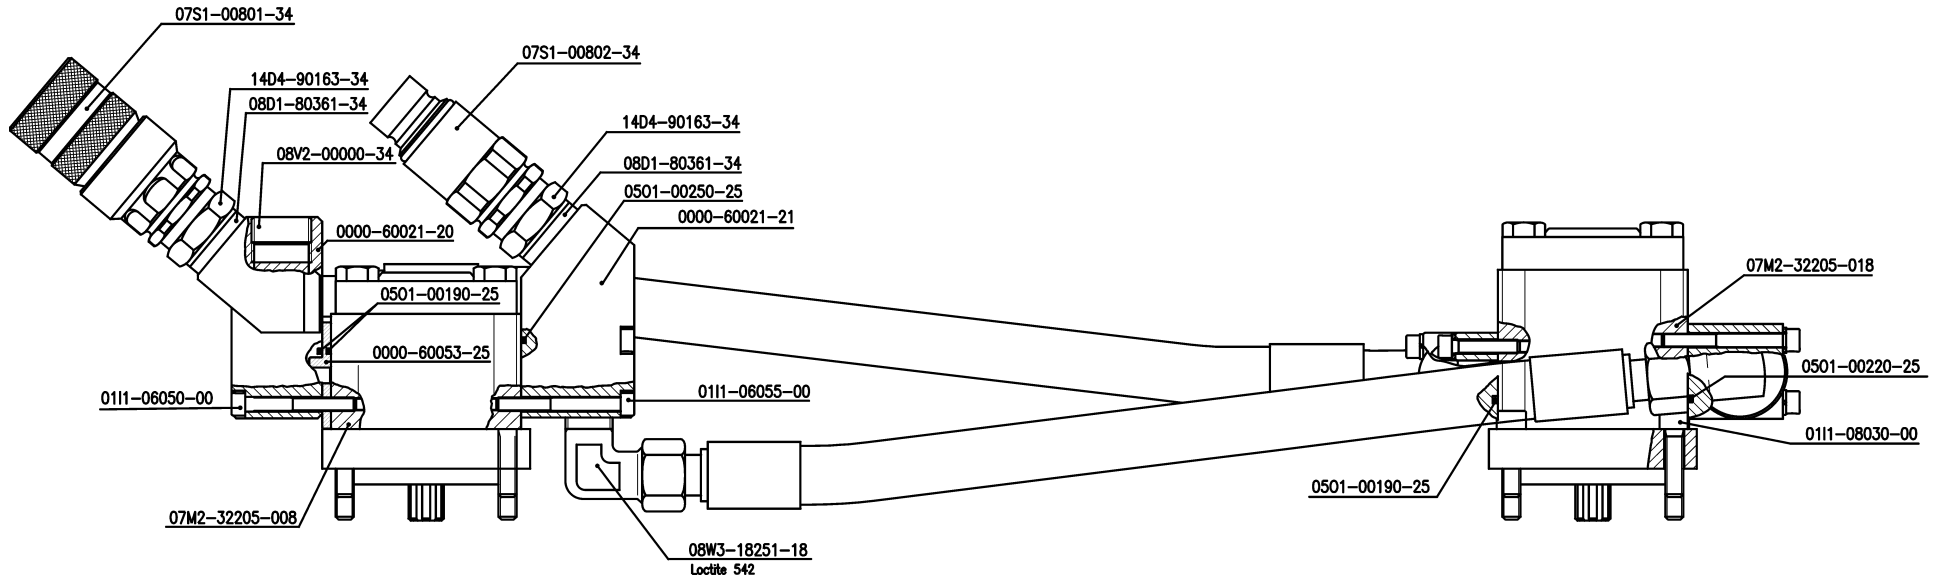 07S1-00801-34
07S1-00802-34
14D4-90163-34
08D1-80361-34
14D4-90163-34
08V2-00000-34
08D1-80361-34
0501-00250-25
0000-60021-21
0000-60021-20
07M2-32205-018
0501-00190-25
0000-60053-25
0501-00220-25
01I1-06050-00
01I1-06055-00
01I1-08030-00
0501-00190-25
07M2-32205-008
08W3-18251-18
Loctite 542